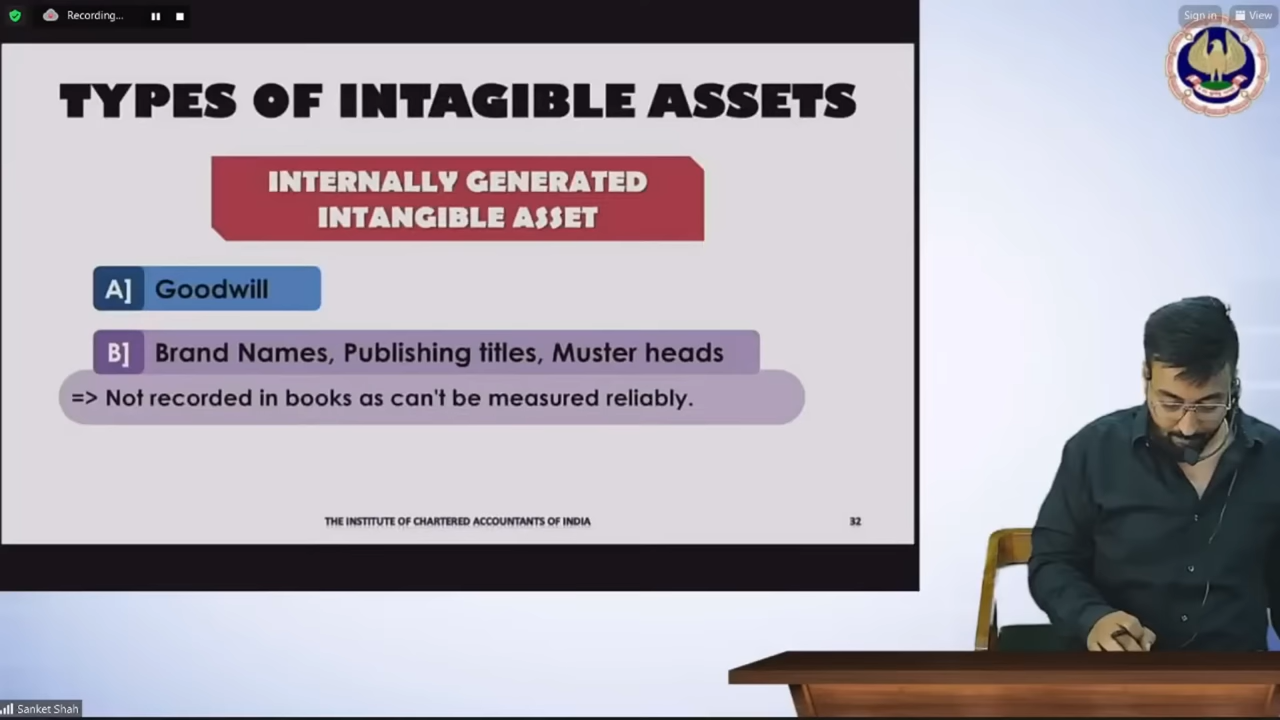 Recording...
Sign in
View
TYPES OF INTAGIBLE ASSETS
INTERNALLY GENERATED
INTANGIBLE ASSET
A] Goodwill
B] Brand Names, Publishing titles, Muster heads
=> Not recorded in books as can't be measured reliably.
THE INSTITUTE OF CHARTERED ACCOUNTANTS OF INDIA
32
Sanket Shah